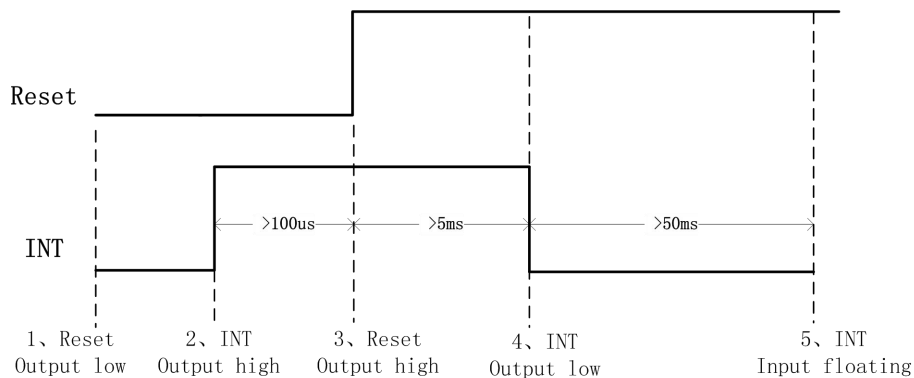 Reset
>100us
>5ms
>50ms
INT
1、Reset
Output low
2、INT
Output high
3、Reset
Output high
4、INT
Output low
5、INT
Input floating